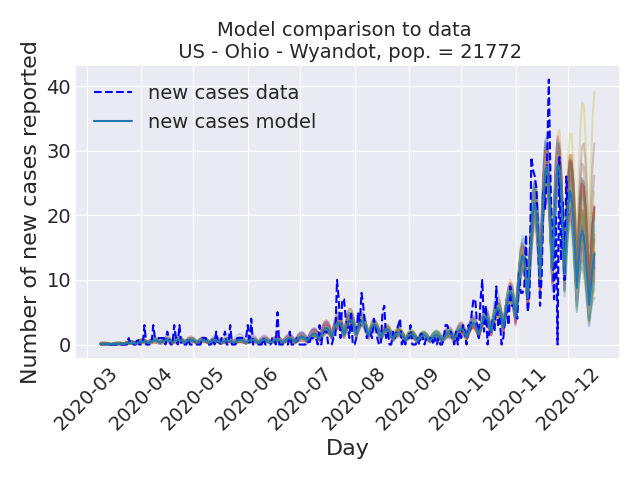 Model comparison to data
US - Ohio - Wyandot, pop. = 21772
Number of new cases reported
40
30
20
10
0
new cases data
new cases model
2020-03
2020-04
2020-05
2020-06
2020-07
2020-08
2020-09
2020-10
2020-11
2020-12
Day